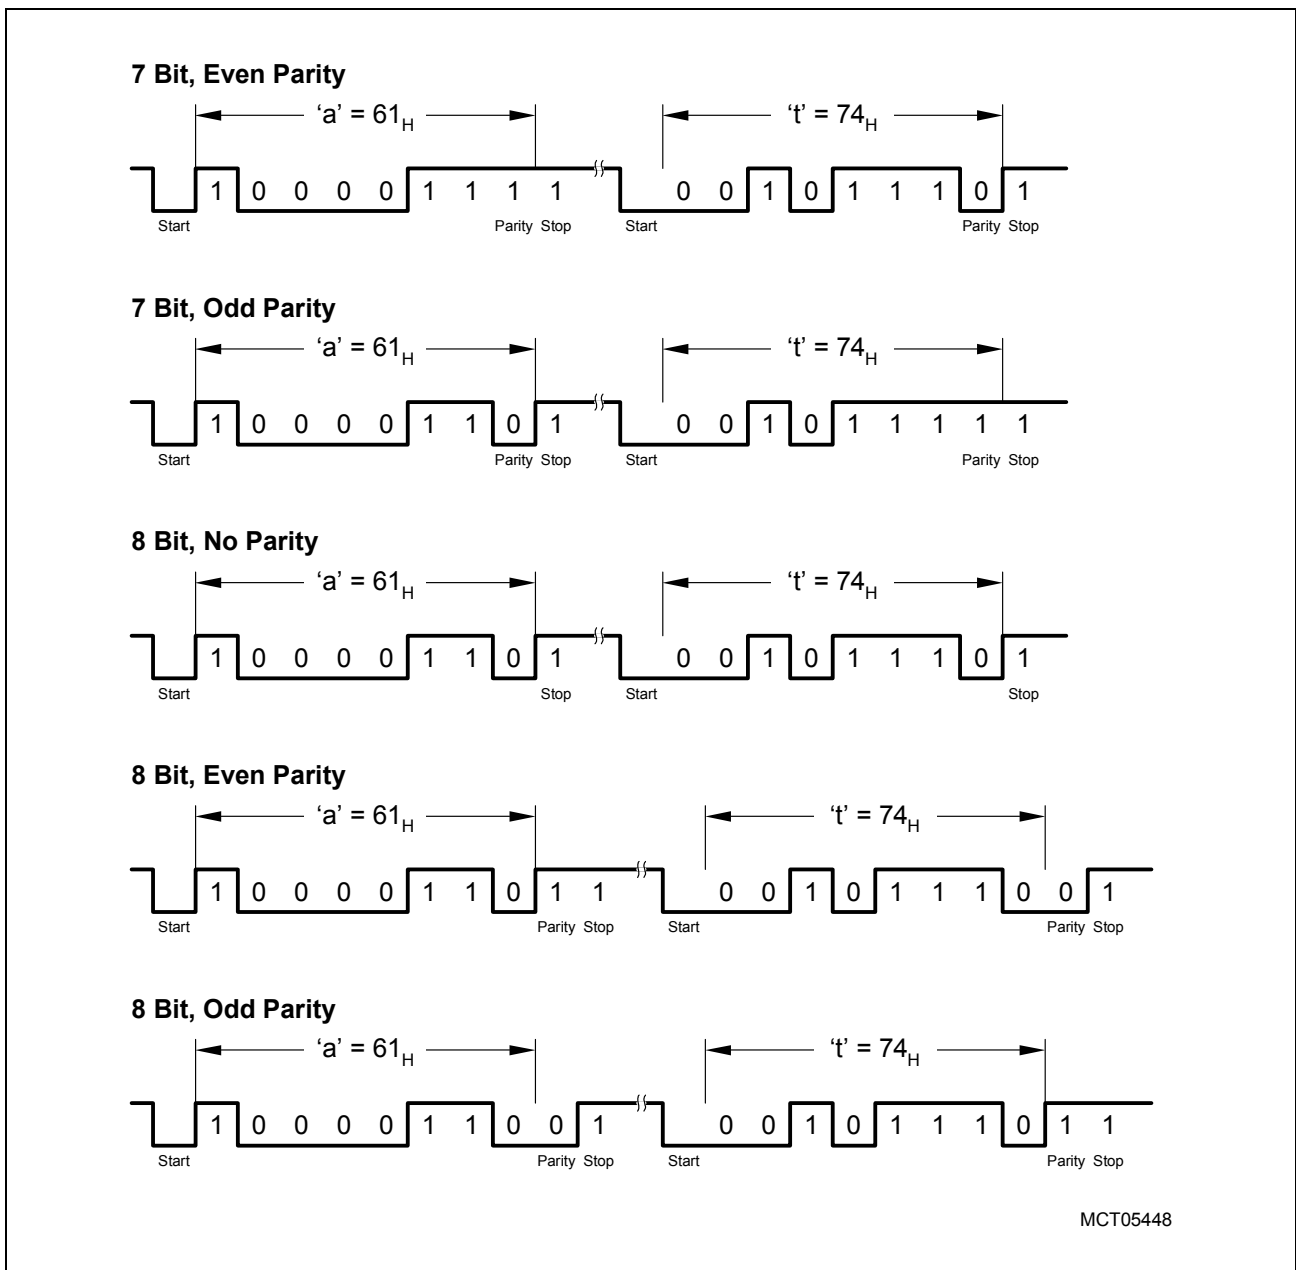 7 Bit, Even Parity
‘a’ = 61H ‘t’ = 74H
1 0 0 0 0 1 1 1 1 0 0 1 0 1 1 1 0 1
Start Parity Stop Start Parity Stop
7 Bit, Odd Parity
‘a’ = 61H ‘t’ = 74H
1 0 0 0 0 1 1 0 1 0 0 1 0 1 1 1 1 1
Start Parity Stop Start Parity Stop
8 Bit, No Parity
‘a’ = 61H ‘t’ = 74H
1 0 0 0 0 1 1 0 1 0 0 1 0 1 1 1 0 1
Start Stop Start Stop
8 Bit, Even Parity
‘a’ = 61H ‘t’ = 74H
1 0 0 0 0 1 1 0 1 1 0 0 1 0 1 1 1 0 0 1
Start Parity Stop Start Parity Stop
8 Bit, Odd Parity
‘a’ = 61H ‘t’ = 74H
1 0 0 0 0 1 1 0 0 1 0 0 1 0 1 1 1 0 1 1
Start Parity Stop Start Parity Stop
MCT05448